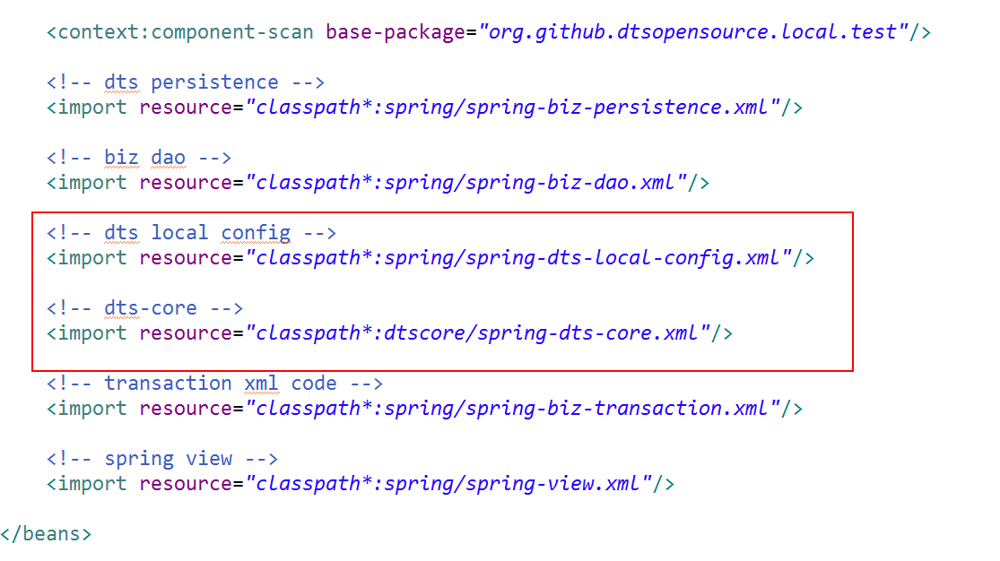 <context:component-scan base-package="org.github.dtsopensource.local.test"/>
<!-- dts persistence -->
<import resource="classpath*:spring/spring-biz-persistence.xml"/>
<!-- biz dao -->
<import resource="classpath*:spring/spring-biz-dao.xml"/>
<!-- dts local config -->
<import resource="classpath*:spring/spring-dts-local-config.xml"/>
<!-- dts-core -->
<import resource="classpath*:dtscore/spring-dts-core.xml"/>
<!-- transaction xml code -->
<import resource="classpath*:spring/spring-biz-transaction.xml"/>
<!-- spring view -->
<import resource="classpath*:spring/spring-view.xml"/>
</beans>